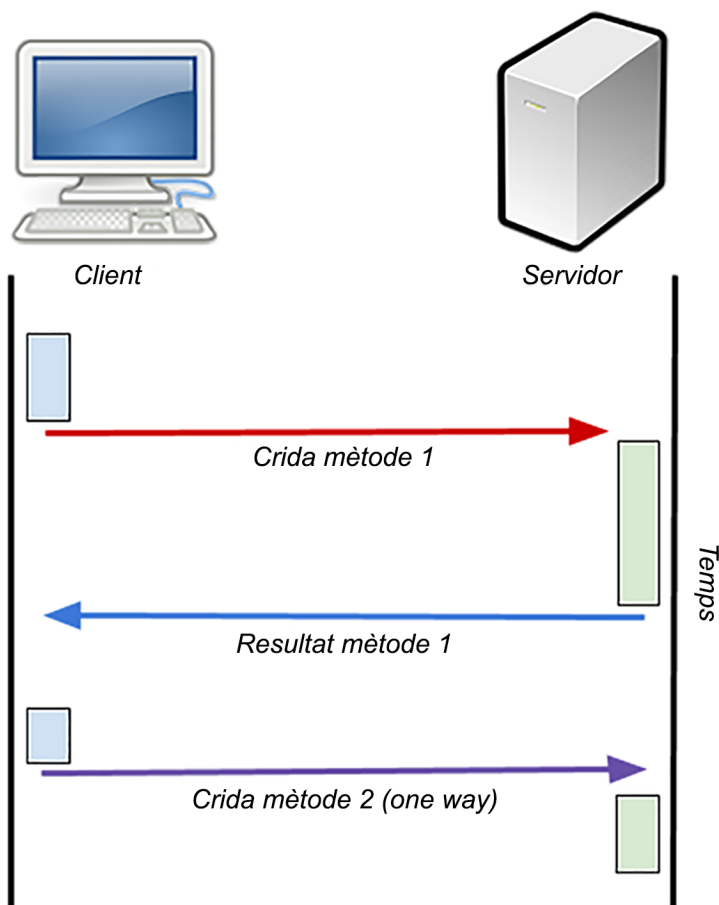 Client
Servidor
Crida mètode 1
Temps
Resultat mètode 1
Crida mètode 2 (one way)